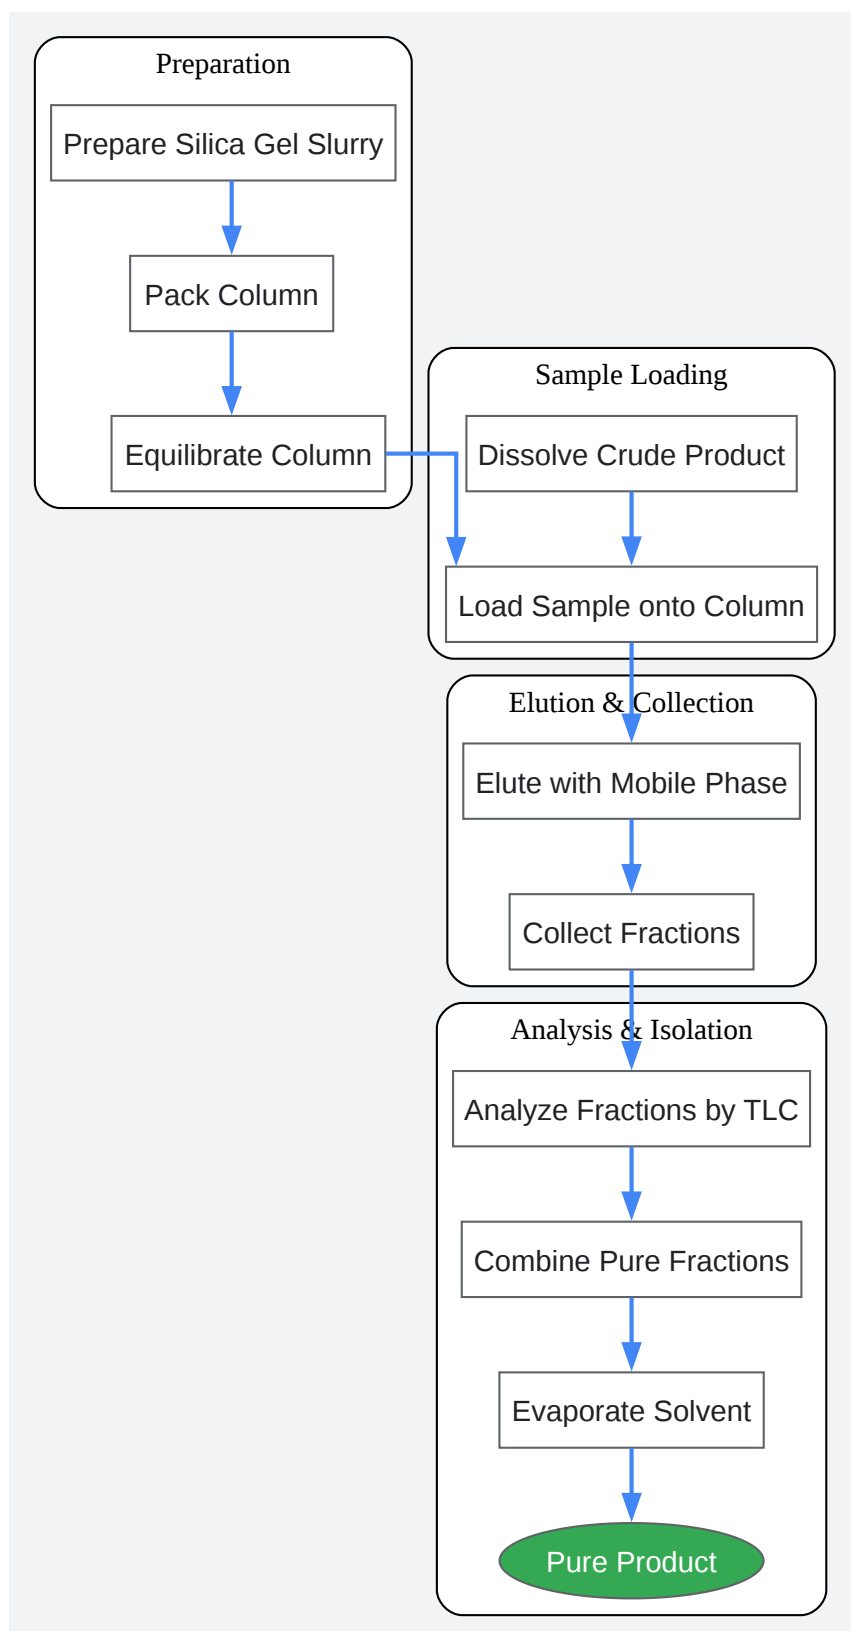 Preparation
Prepare Silica Gel Slurry
Pack Column
Equilibrate Column
Sample Loading
Dissolve Crude Product
Load Sample onto Column
Elution & Collection
Elute with Mobile Phase
Collect Fractions
Analysis & Isolation
Analyze Fractions by TLC
Combine Pure Fractions
Evaporate Solvent
Pure Product